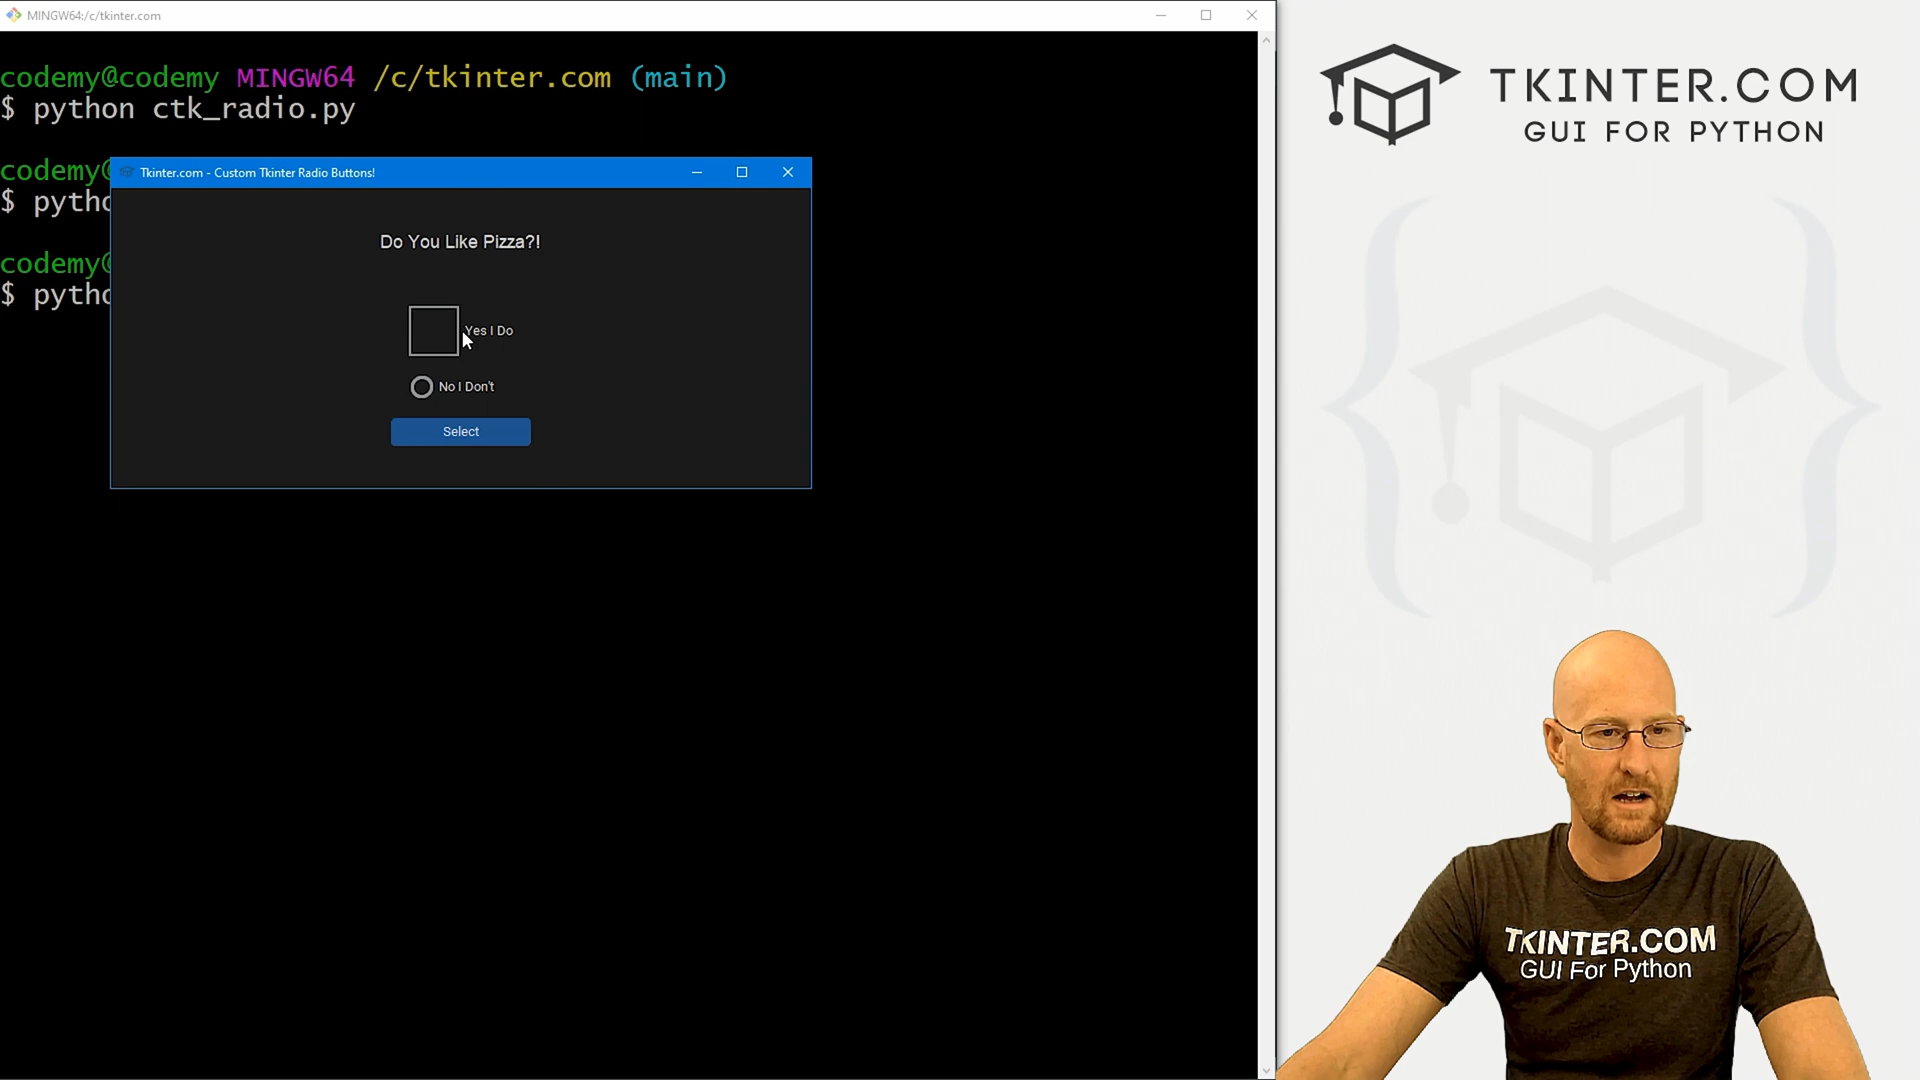 MINGW64:/c/tkinter.com
codemy@codemy MINGW64 /c/tkinter.com (main)
$ python ctk_radio.py
codemy@
$ pytho
codemy@
$ pytho
Tkinter.com - Custom Tkinter Radio Buttons!
Do You Like Pizza?!
Yes I Do
No I Don't
Select
TKINTER.COM
GUI FOR PYTHON
TKINTER.COM
GUI For Python